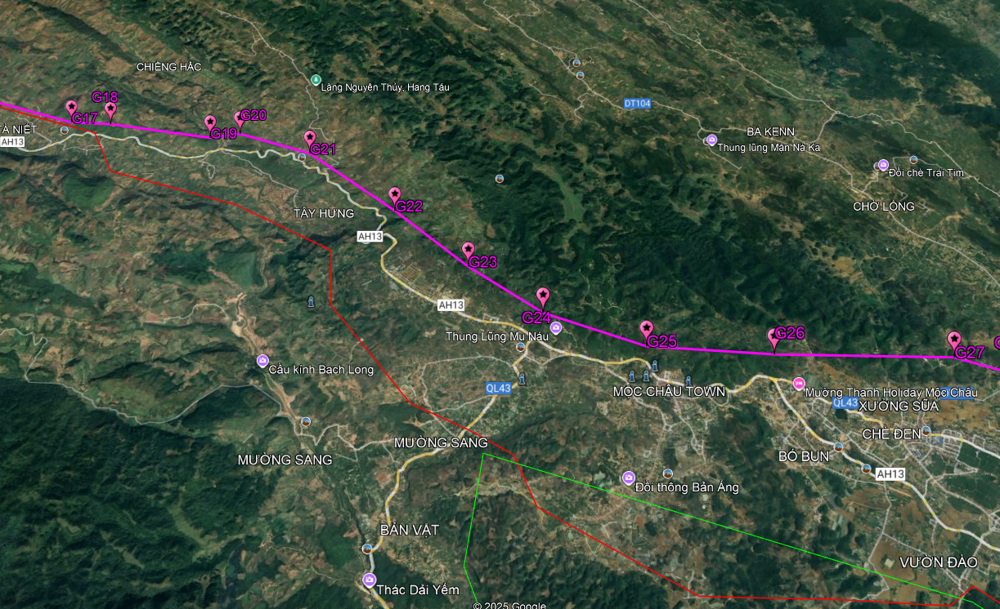 CHIỀNG HẮC
Làng Nguyên Thủy, Hang Táu
G18
DT104
G17
G20
TÀ NIẾT
G19
BA KENN
AH13
Thung lũng Mận Nà Ka
G21
Đồi chè Trái Tim
G22
CHỜ LỒNG
TÂY HƯNG
AH13
G23
AH13
G24
G26
Thung Lũng Mu Náu
G25
G27
Cầu kính Bạch Long
QL43
MỘC CHÂU TOWN
Mường Thanh Holiday Mộc Châu
QL43
XƯỞNG SỮA
CHÈ ĐEN
MƯỜNG SANG
MƯỜNG SANG
BÓ BUN
AH13
Đồi thông Bản Áng
BẢN VẶT
VƯỜN ĐÀO
Thác Dải Yếm
© 2025 Google